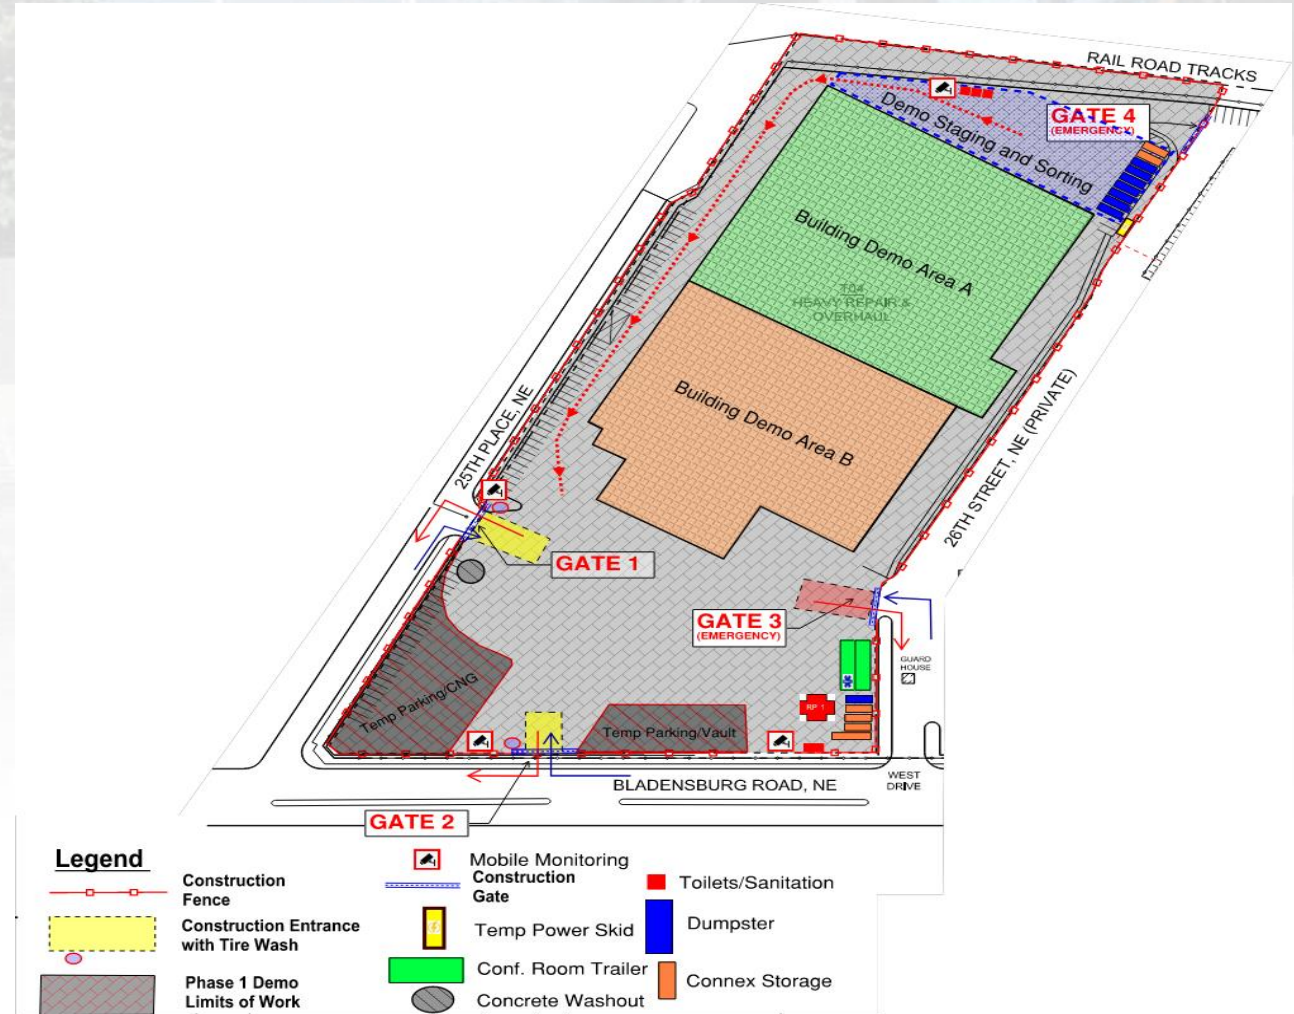 RAIL ROAD TRACKS
GATE 4
(EMERGENCY)
Demo Staging and Sorting
Building Demo Area A
T04
HEAVY REPAIR &
OVERHAUL
Building Demo Area B
25TH PLACE, NE
26TH STREET, NE (PRIVATE)
GATE 1
GATE 3
(EMERGENCY)
GUARD
HOUSE
Temp Parking/CNG
RP 1
Temp Parking/Vault
WEST
DRIVE
BLADENSBURG ROAD, NE
GATE 2
Legend
Construction
Fence
Construction Entrance
with Tire Wash
Phase 1 Demo
Limits of Work
Mobile Monitoring
Construction
Gate
Temp Power Skid
Conf. Room Trailer
Concrete Washout
Toilets/Sanitation
Dumpster
Connex Storage